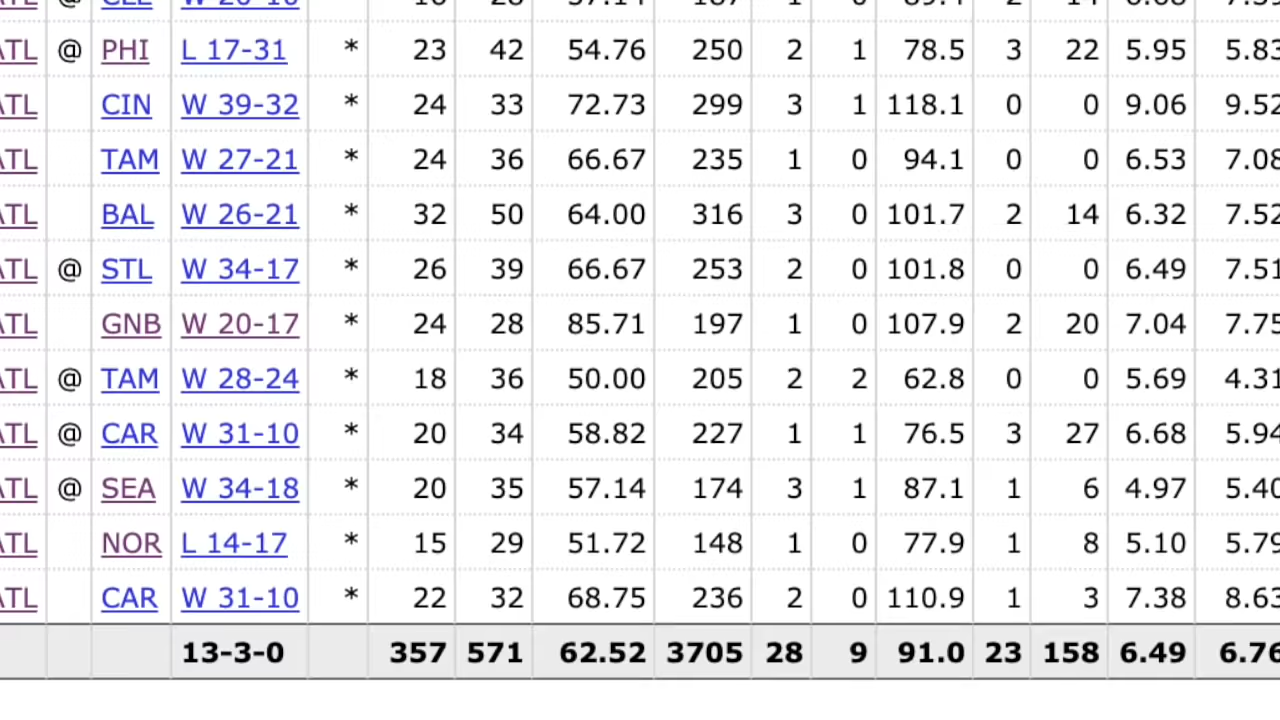 ATL @ PHI L 17-31 * 23 42 54.76 250 2 1 78.5 3 22 5.95 5.83
ATL CIN W 39-32 * 24 33 72.73 299 3 1 118.1 0 0 9.06 9.52
ATL TAM W 27-21 * 24 36 66.67 235 1 0 94.1 0 0 6.53 7.08
ATL BAL W 26-21 * 32 50 64.00 316 3 0 101.7 2 14 6.32 7.52
ATL @ STL W 34-17 * 26 39 66.67 253 2 0 101.8 0 0 6.49 7.51
ATL GNB W 20-17 * 24 28 85.71 197 1 0 107.9 2 20 7.04 7.75
ATL @ TAM W 28-24 * 18 36 50.00 205 2 2 62.8 0 0 5.69 4.31
ATL @ CAR W 31-10 * 20 34 58.82 227 1 1 76.5 3 27 6.68 5.94
ATL @ SEA W 34-18 * 20 35 57.14 174 3 1 87.1 1 6 4.97 5.40
ATL NOR L 14-17 * 15 29 51.72 148 1 0 77.9 1 8 5.10 5.79
ATL CAR W 31-10 * 22 32 68.75 236 2 0 110.9 1 3 7.38 8.63
13-3-0 357 571 62.52 3705 28 9 91.0 23 158 6.49 6.76